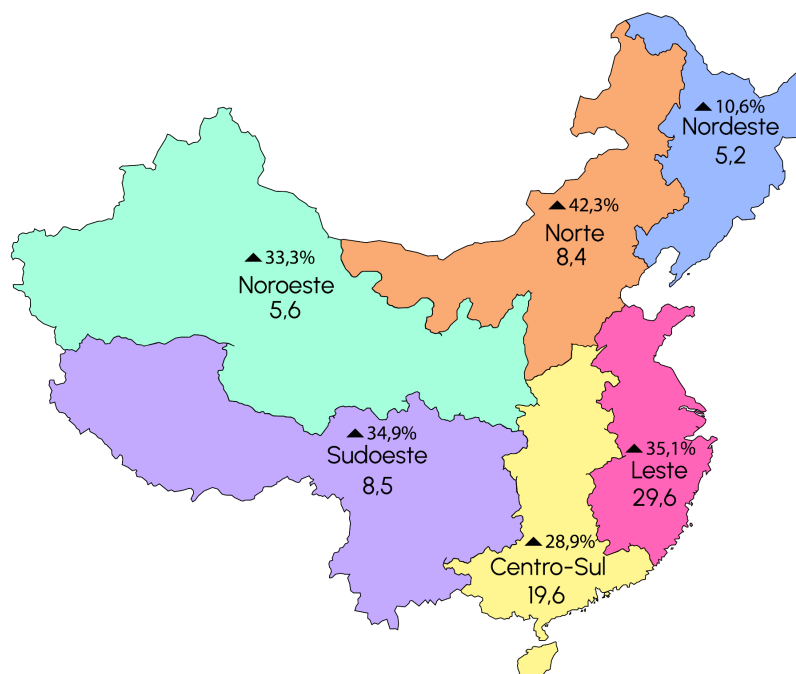 ▲10,6%
Nordeste
5,2
▲42,3%
Norte
8,4
▲33,3%
Noroeste
5,6
▲34,9%
Sudoeste
8,5
▲35,1%
Leste
29,6
▲28,9%
Centro-Sul
19,6